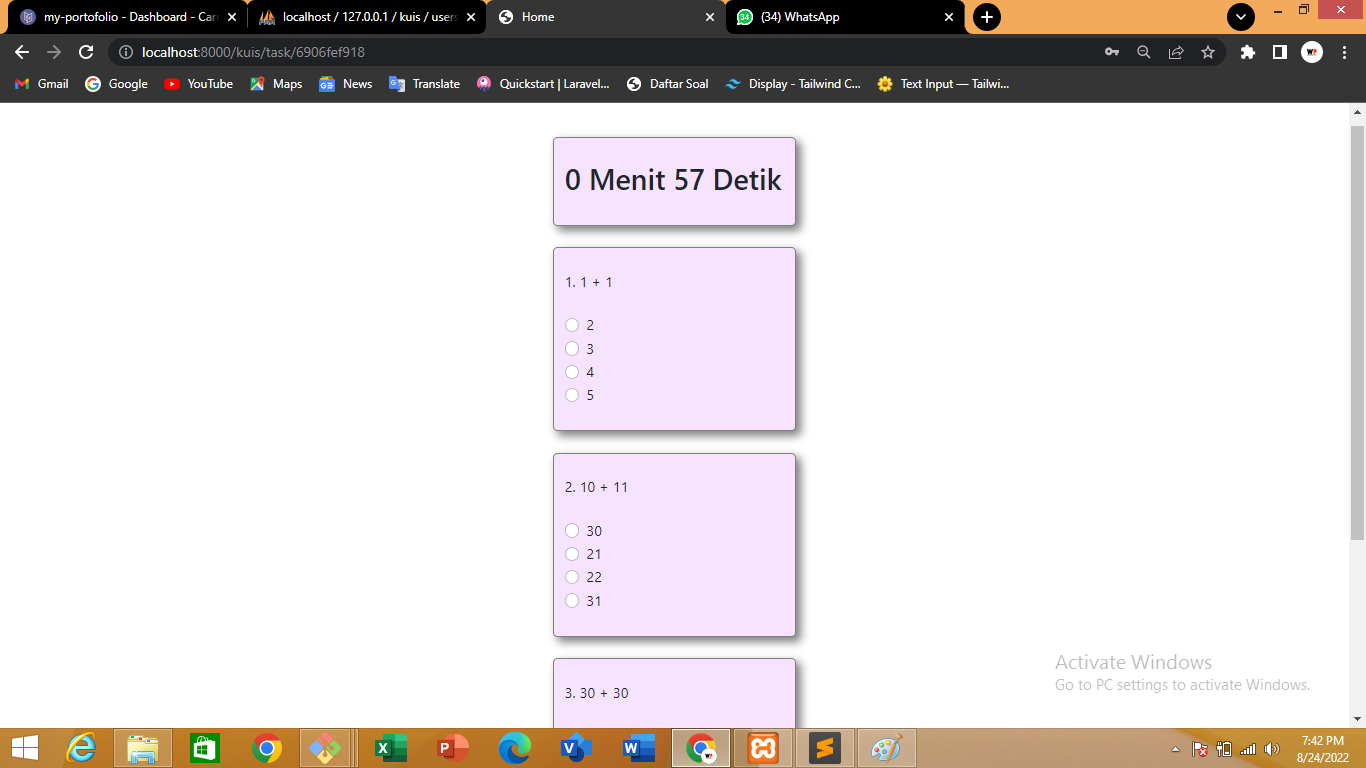 my-portofolio - Dashboard - Can
localhost / 127.0.0.1 / kuis / users
Home
34
(34) WhatsApp
localhost:8000/kuis/task/6906fef918
Gmail
Google
YouTube
Maps
News
Translate
Quickstart | Laravel...
Daftar Soal
Display - Tailwind C...
Text Input — Tailwi...
0 Menit 57 Detik
1. 1 + 1
2
3
4
5
2. 10 + 11
30
21
22
31
3. 30 + 30
Activate Windows
Go to PC settings to activate Windows.
7:42 PM
8/24/2022